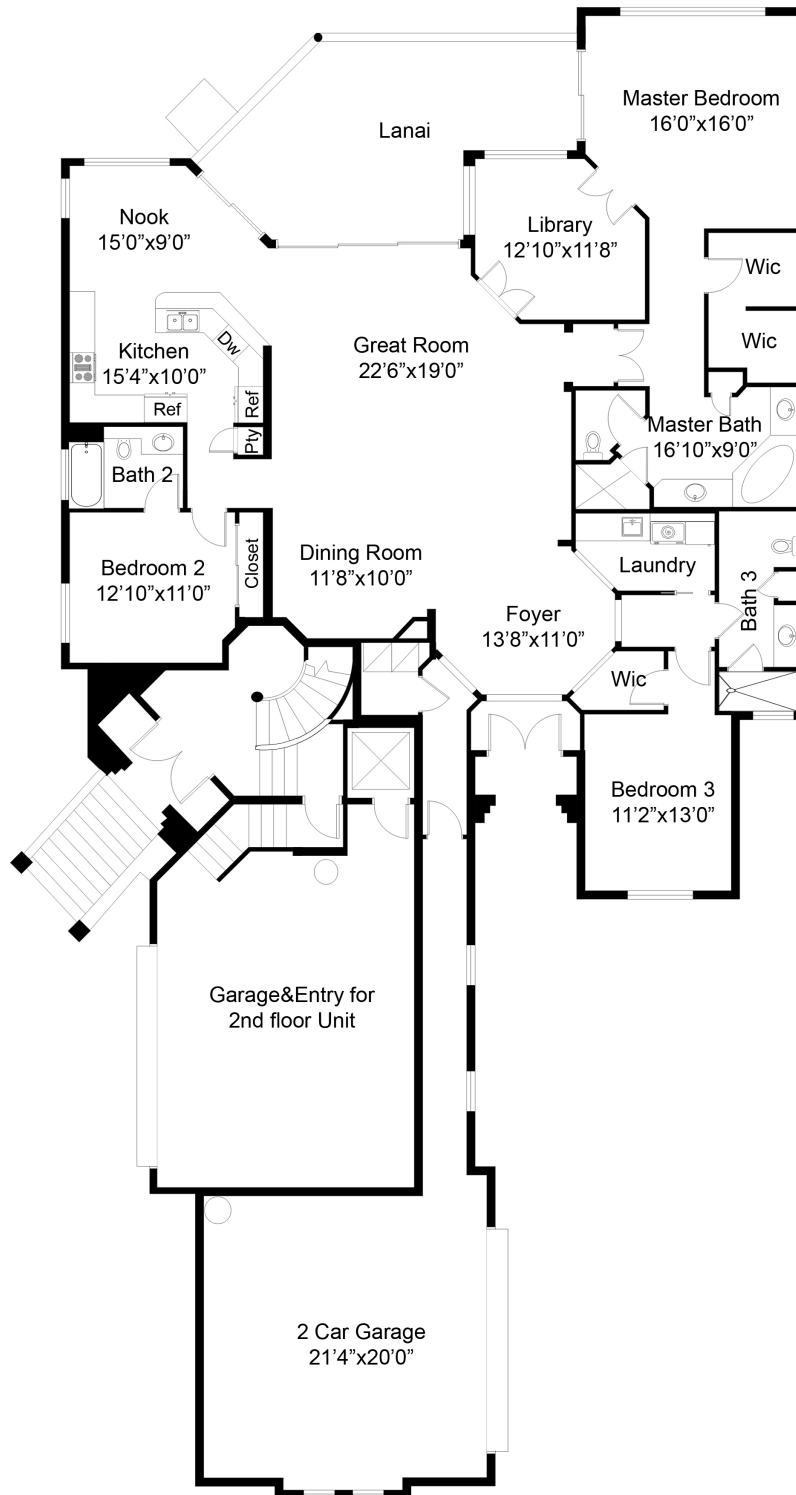 Master Bedroom
16’0”x16’0”
Lanai
Nook
15’0”x9’0”
Library
12’10”x11’8”
Wic
Wic
Kitchen
15’4”x10’0”
Dw
Ref
Ref
Pty
Great Room
22’6”x19’0”
Master Bath
16’10”x9’0”
Bath 2
Bedroom 2
12’10”x11’0”
Closet
Dining Room
11’8”x10’0”
Laundry
Bath 3
Foyer
13’8”x11’0”
Wic
Bedroom 3
11’2”x13’0”
Garage&Entry for
2nd floor Unit
2 Car Garage
21’4”x20’0”